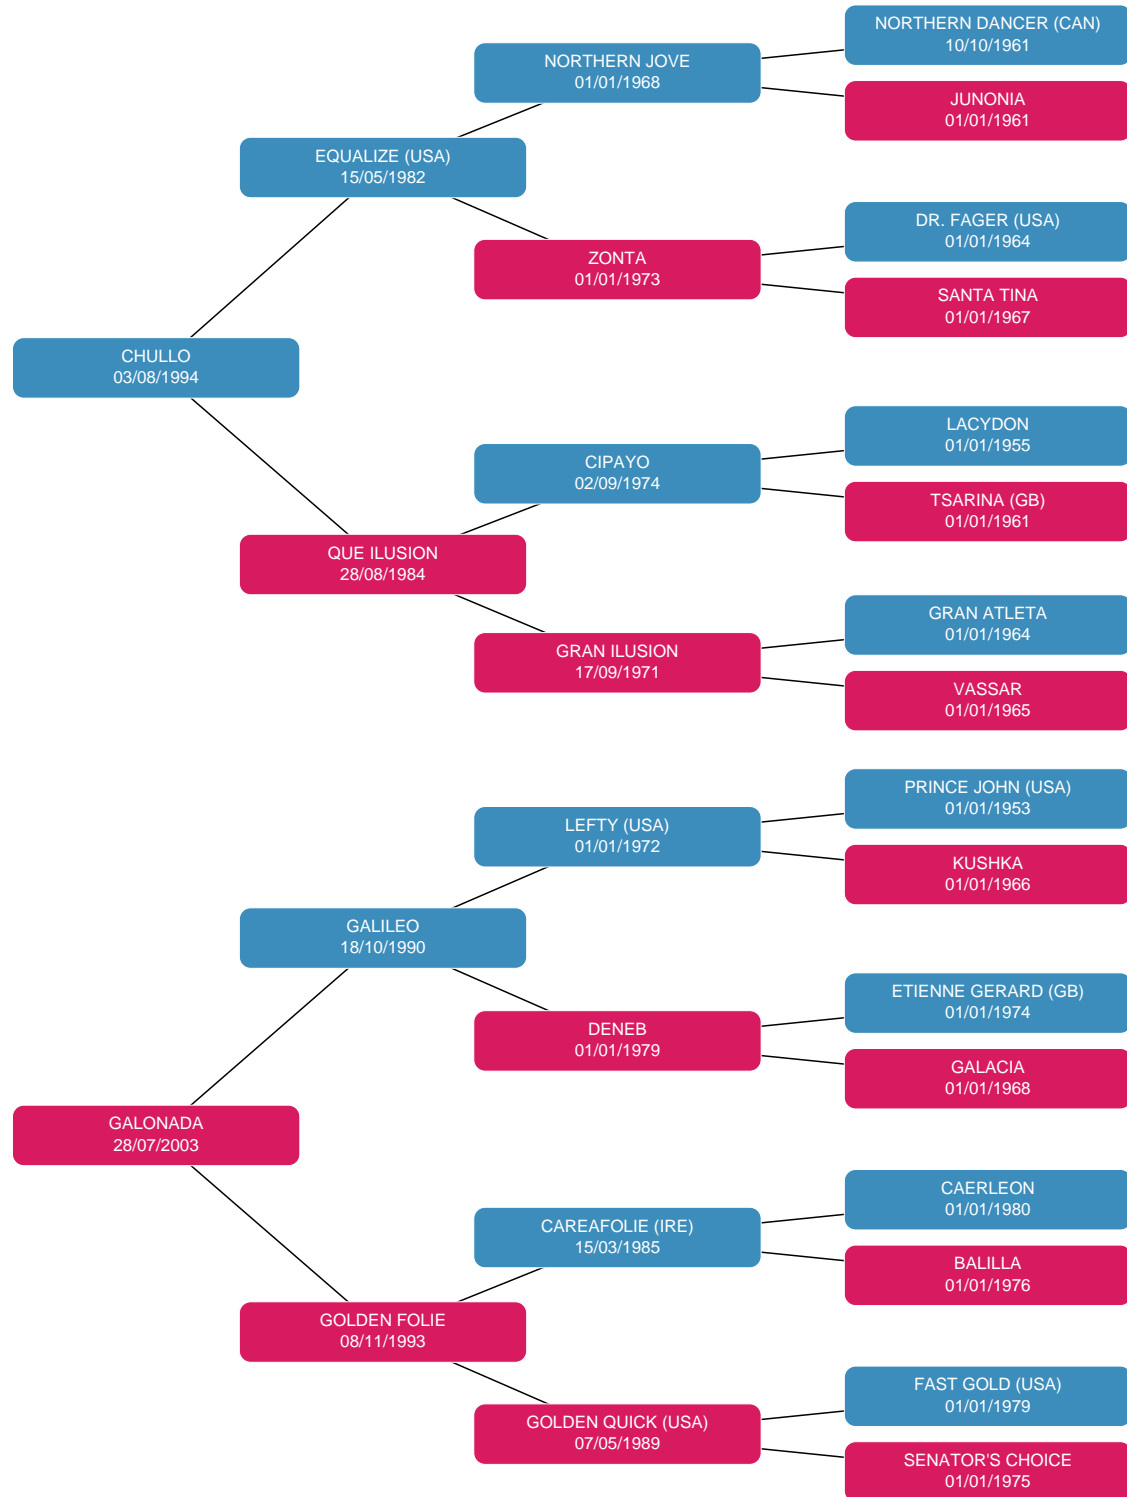 NORTHERN DANCER (CAN)
10/10/1961
NORTHERN JOVE
01/01/1968
JUNONIA
01/01/1961
EQUALIZE (USA)
15/05/1982
DR. FAGER (USA)
01/01/1964
ZONTA
01/01/1973
SANTA TINA
01/01/1967
CHULLO
03/08/1994
LACYDON
01/01/1955
CIPAYO
02/09/1974
TSARINA (GB)
01/01/1961
QUE ILUSION
28/08/1984
GRAN ATLETA
01/01/1964
GRAN ILUSION
17/09/1971
VASSAR
01/01/1965
PRINCE JOHN (USA)
01/01/1953
LEFTY (USA)
01/01/1972
KUSHKA
01/01/1966
GALILEO
18/10/1990
ETIENNE GERARD (GB)
01/01/1974
DENEB
01/01/1979
GALACIA
01/01/1968
GALONADA
28/07/2003
CAERLEON
01/01/1980
CAREAFOLIE (IRE)
15/03/1985
BALILLA
01/01/1976
GOLDEN FOLIE
08/11/1993
FAST GOLD (USA)
01/01/1979
GOLDEN QUICK (USA)
07/05/1989
SENATOR'S CHOICE
01/01/1975